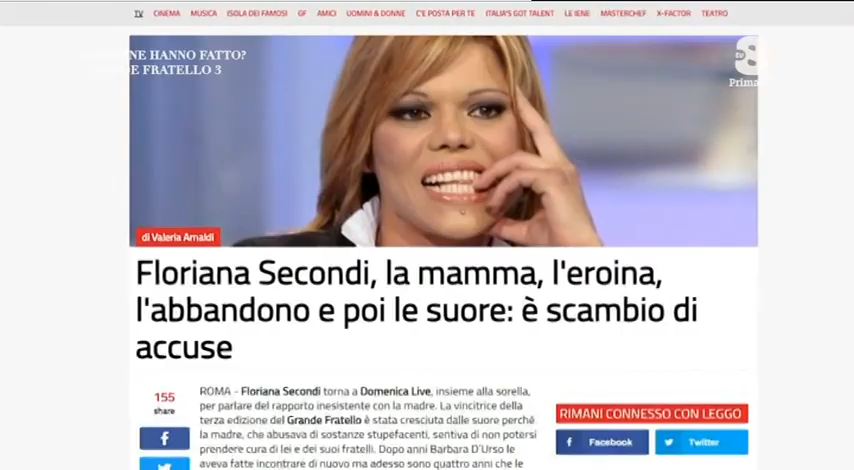 TV CINEMA MUSICA ISOLA DEI FAMOSI GF AMICI UOMINI & DONNE C'E POSTA PER TE ITALIA'S GOT TALENT LE IENE MASTERCHEF X-FACTOR TEATRO
NE HANNO FATTO?
E FRATELLO 3
tv8
Prima
di Valeria Arnaldi
Floriana Secondi, la mamma, l'eroina,
l'abbandono e poi le suore: è scambio di
accuse
155
share
ROMA - Floriana Secondi torna a Domenica Live, insieme alla sorella,
per parlare del rapporto inesistente con la madre. La vincitrice della
terza edizione del Grande Fratello è stata cresciuta dalle suore perché
la madre, che abusava di sostanze stupefacenti, sentiva di non potersi
prendere cura di lei e dei suoi fratelli. Dopo anni Barbara D'Urso le
aveva fatte incontrare di nuovo ma adesso sono quattro anni che le
RIMANI CONNESSO CON LEGGO
Facebook
Twitter